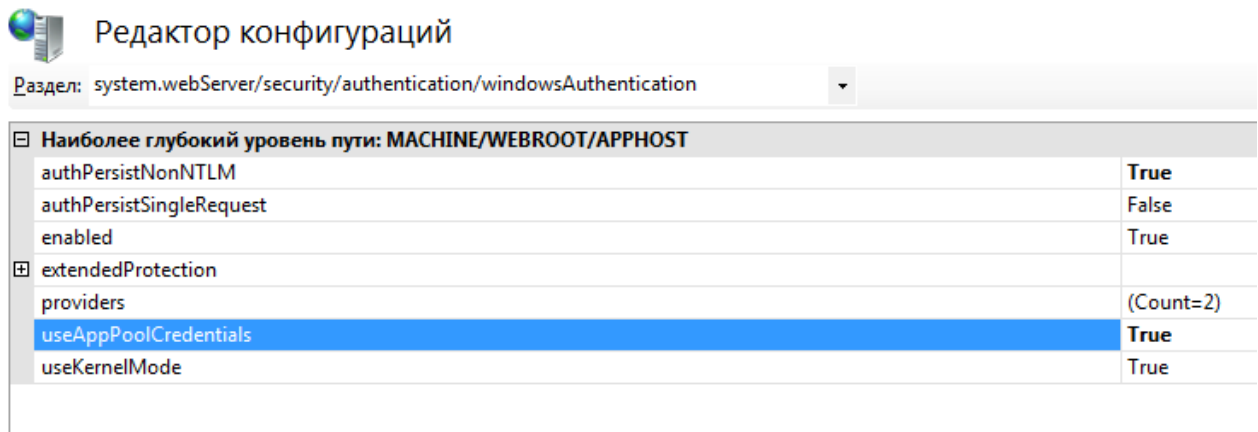 Редактор конфигураций
Раздел: system.webServer/security/authentication/windowsAuthentication
Наиболее глубокий уровень пути: MACHINE/WEBROOT/APPHOST
authPersistNonNTLM True
authPersistSingleRequest False
enabled True
extendedProtection
providers (Count=2)
useAppPoolCredentials True
useKernelMode True